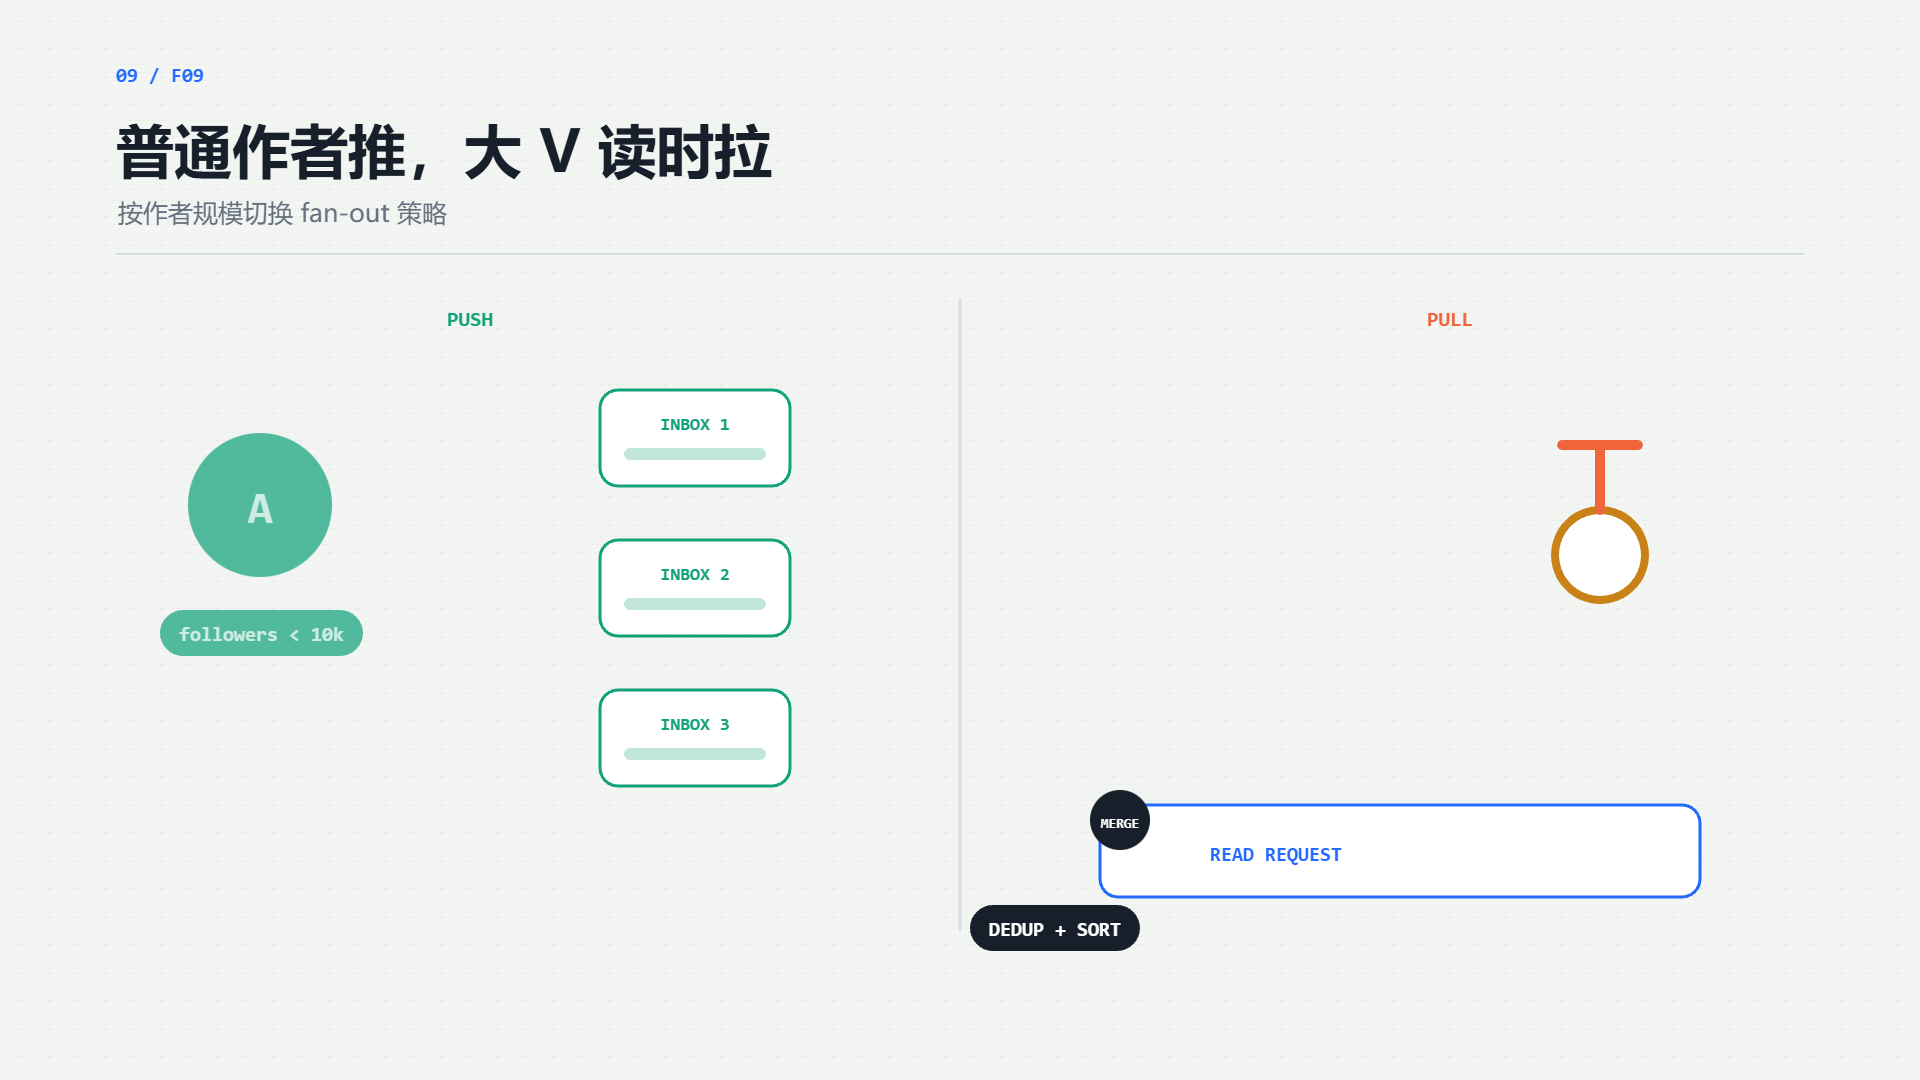 09 / F09
普通作者推，大 V 读时拉
按作者规模切换 fan-out 策略
PUSH
PULL
INBOX 1
A
INBOX 2
followers < 10k
INBOX 3
MERGE
READ REQUEST
DEDUP + SORT